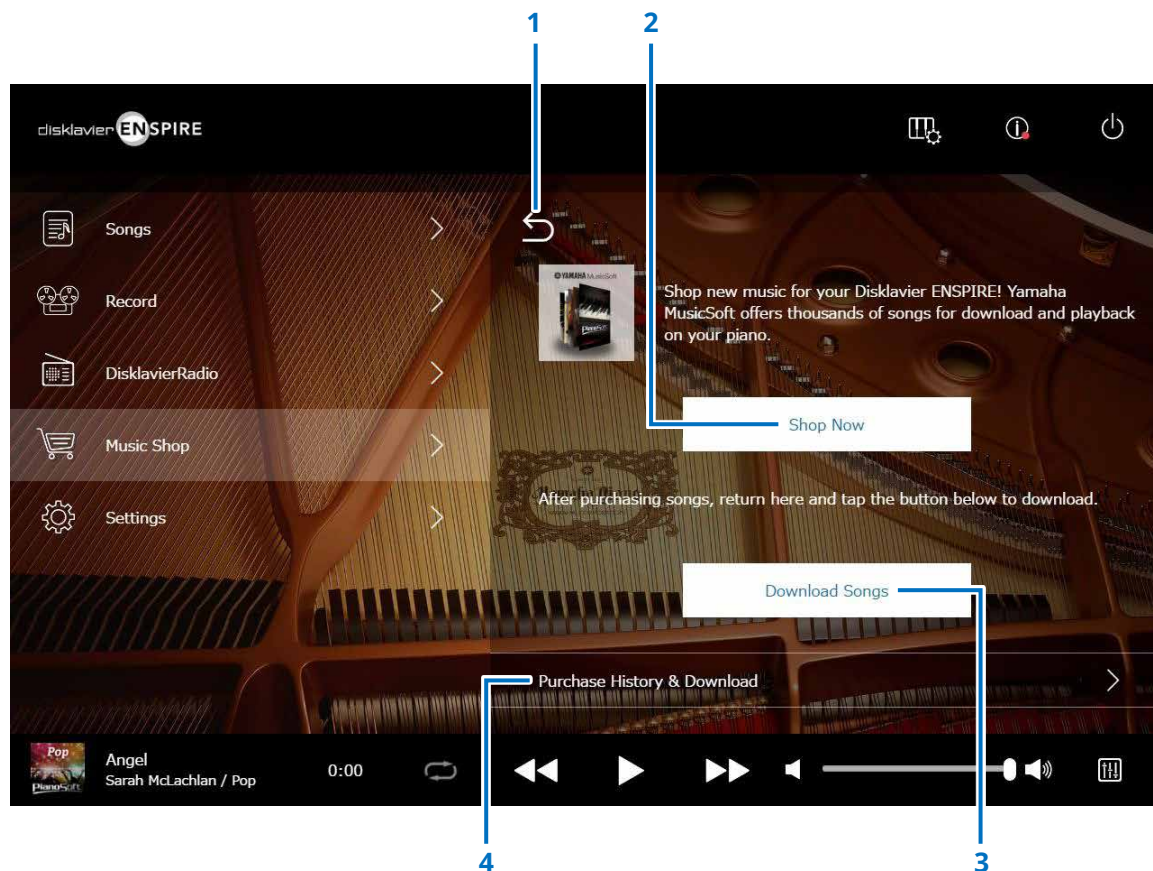 1
2
disklavier ENSPIRE
Songs
Record
DisklavierRadio
Music Shop
Settings
YAMAHA MusicSoft
Shop new music for your Disklavier ENSPIRE! Yamaha
MusicSoft offers thousands of songs for download and playback
on your piano.
Shop Now
After purchasing songs, return here and tap the button below to download.
Download Songs
Purchase History & Download
Pop
PianoSoft
Angel
Sarah McLachlan / Pop
0:00
4
3